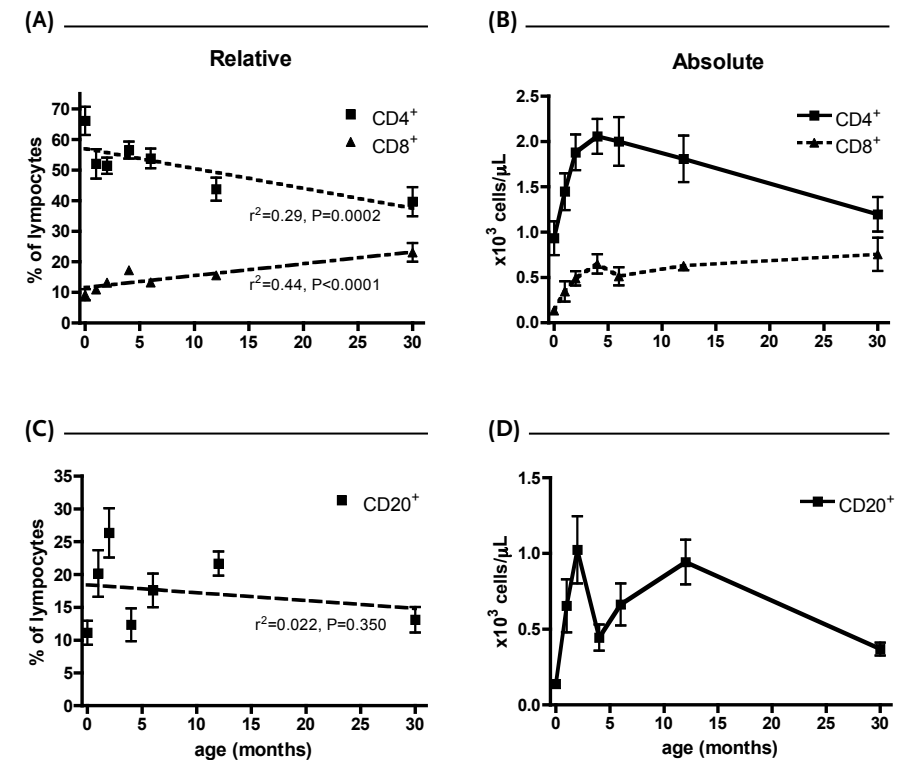 (A)
Relative
% of lympocytes
70
60
50
40
30
20
10
0
CD4⁺
CD8⁺
r²=0.29, P=0.0002
r²=0.44, P<0.0001
0 5 10 15 20 25 30
(B)
Absolute
x10³ cells/µL
2.5
2.0
1.5
1.0
0.5
0.0
CD4⁺
CD8⁺
0 5 10 15 20 25 30
(C)
% of lympocytes
35
30
25
20
15
10
5
0
CD20⁺
r²=0.022, P=0.350
0 5 10 15 20 25 30
age (months)
(D)
x10³ cells/µL
1.5
1.0
0.5
0.0
CD20⁺
0 5 10 15 20 25 30
age (months)